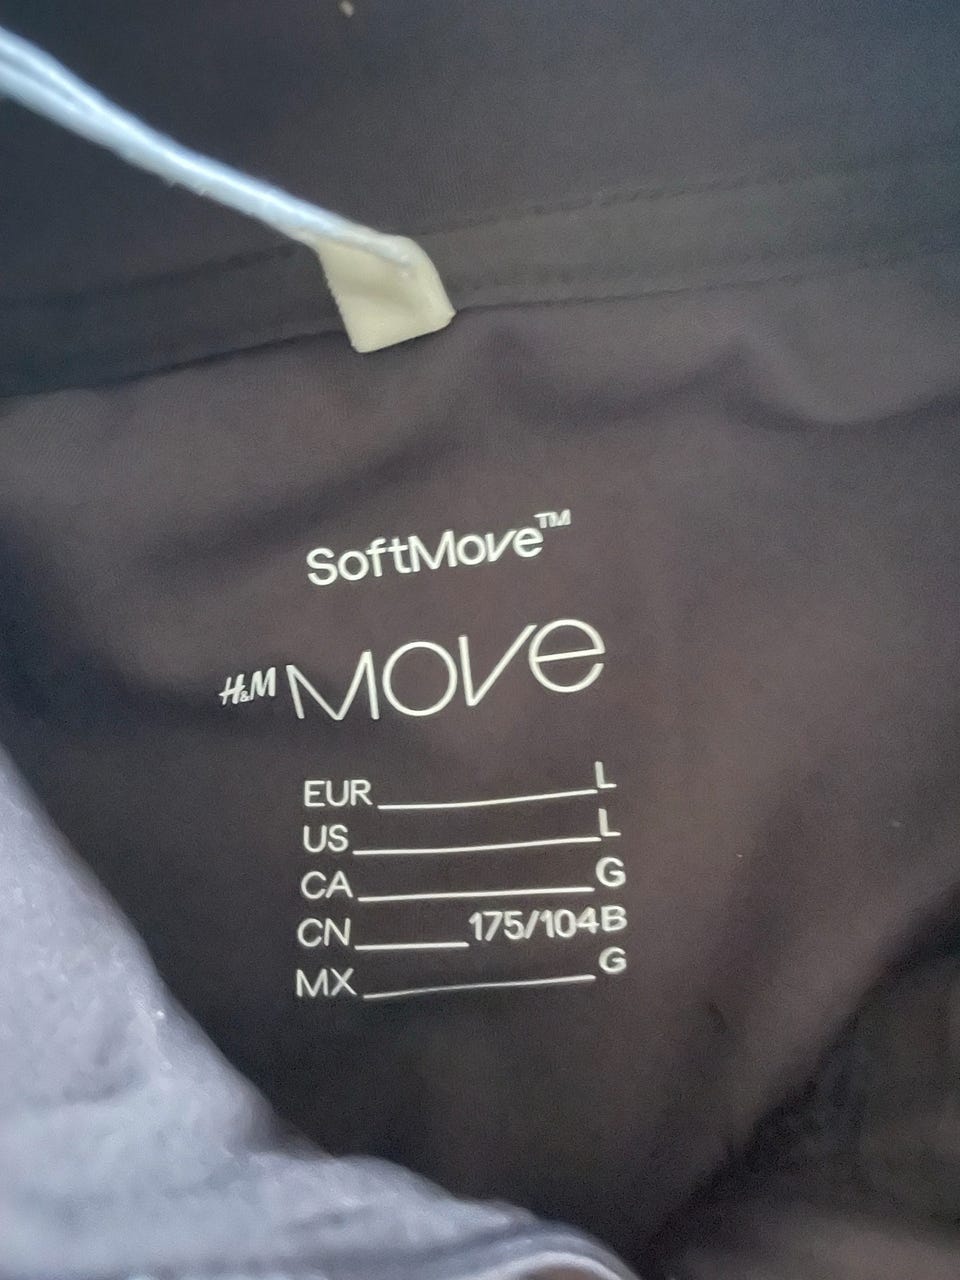 SoftMove™
H&M MOVE
EUR L
US L
CA G
CN 175/104B
MX G